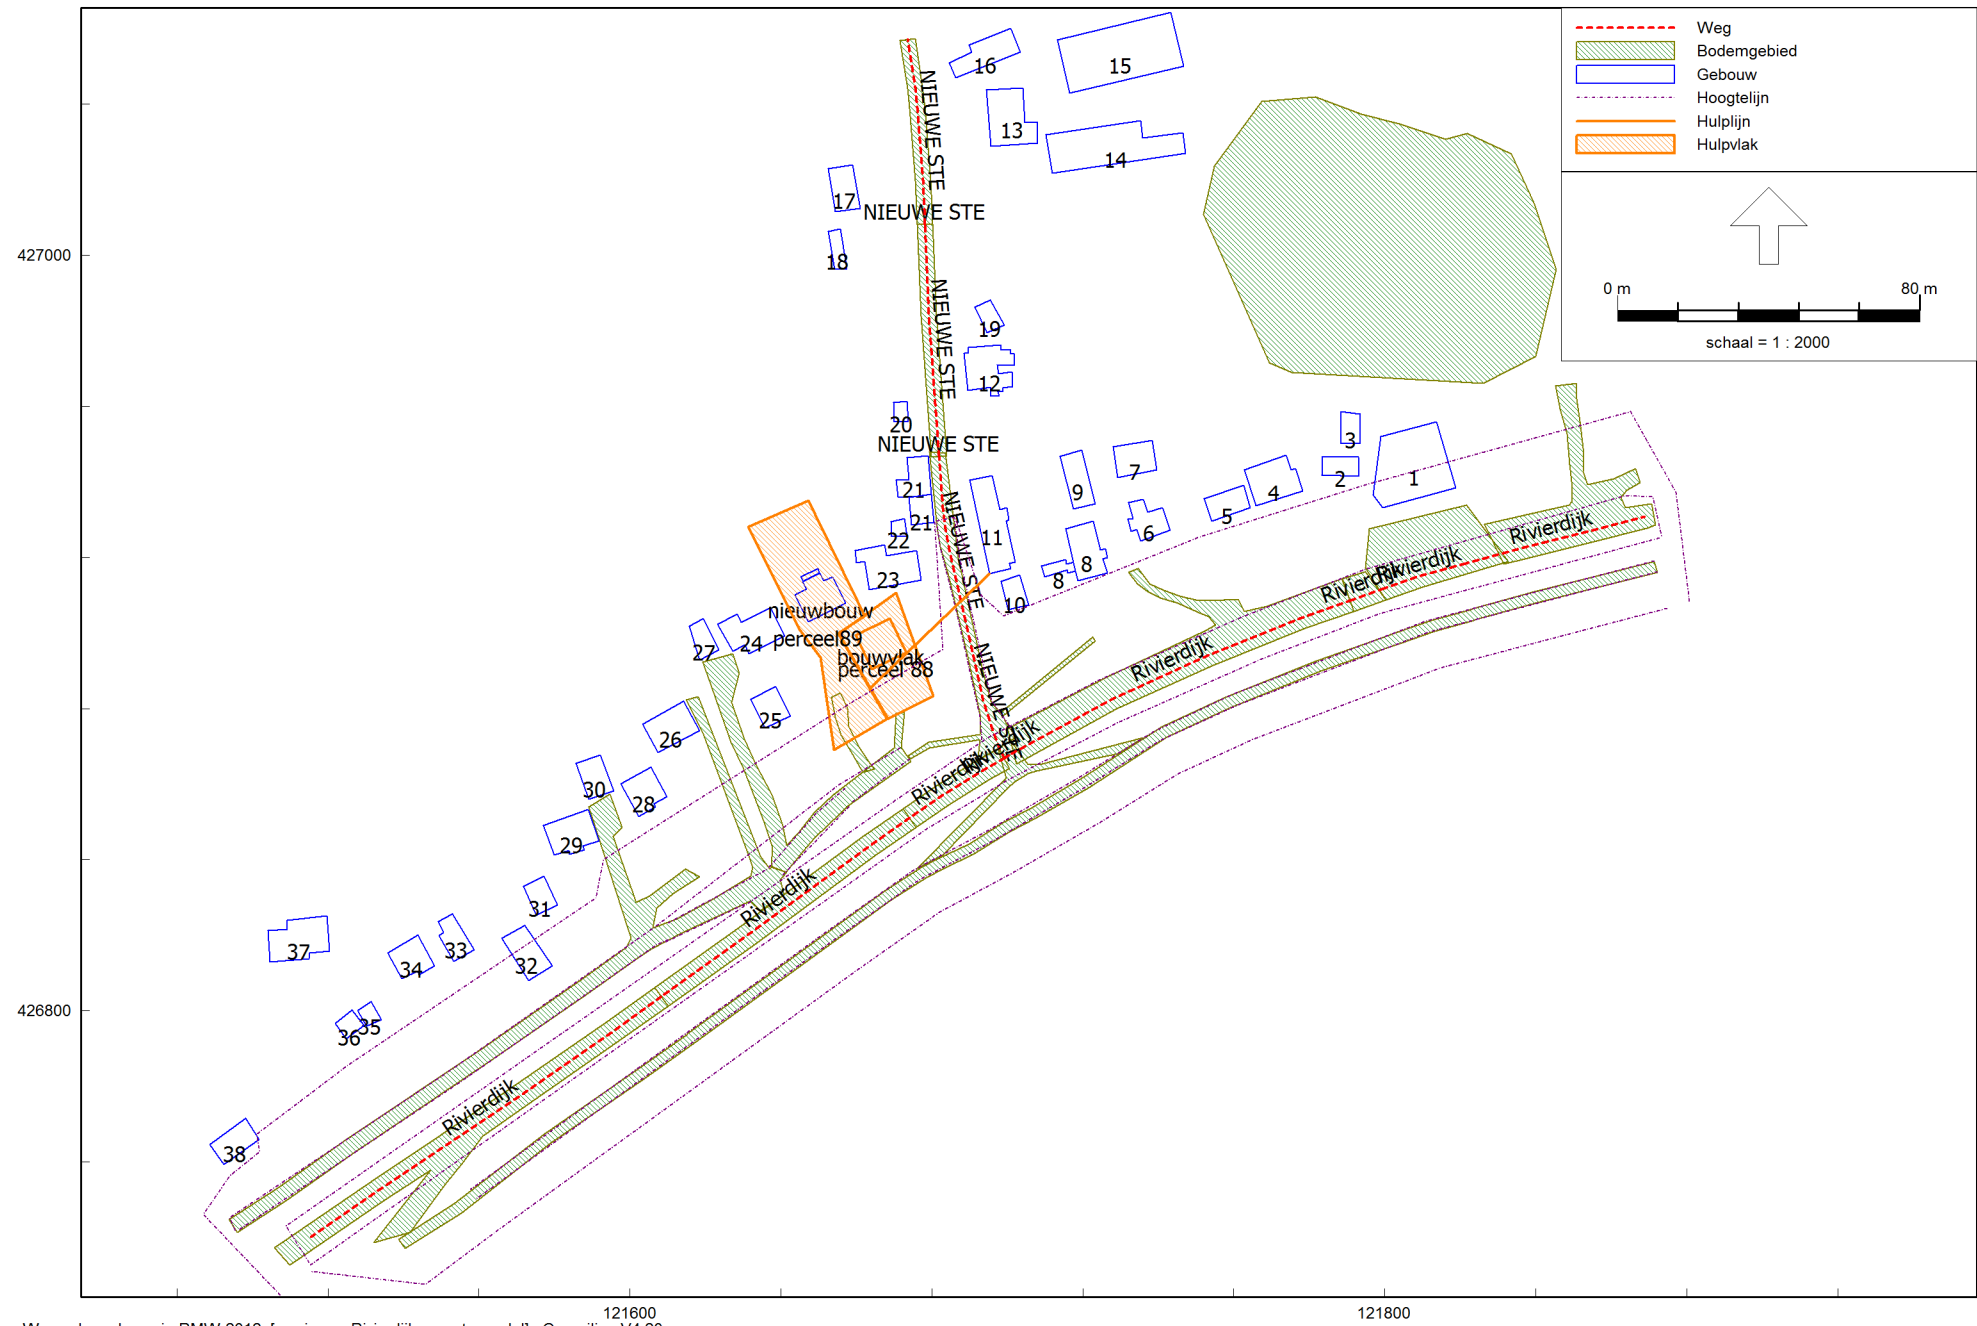 Weg
Bodemgebied
Gebouw
Hoogtelijn
Hulplijn
Hulpvlak
0 m 80 m
schaal = 1 : 2000
427000
426800
121600
121800
16
15
13
14
17
18
19
12
20
21
21
22
23
11
10
9
8
8
7
6
5
4
3
2
1
24
25
26
27
28
29
30
31
32
33
34
35
36
37
38
NIEUWE STE
NIEUWE STE
NIEUWE STE
NIEUWE STE
NIEUWE STE
NIEUWE STE
nieuwbouw
perceel89
bouwvlak
perceel 88
Rivierdijk
Rivierdijk
Rivierdijk
Rivierdijk
Rivierdijk
Rivierdijk
Rivierdijk
Rivierdijk